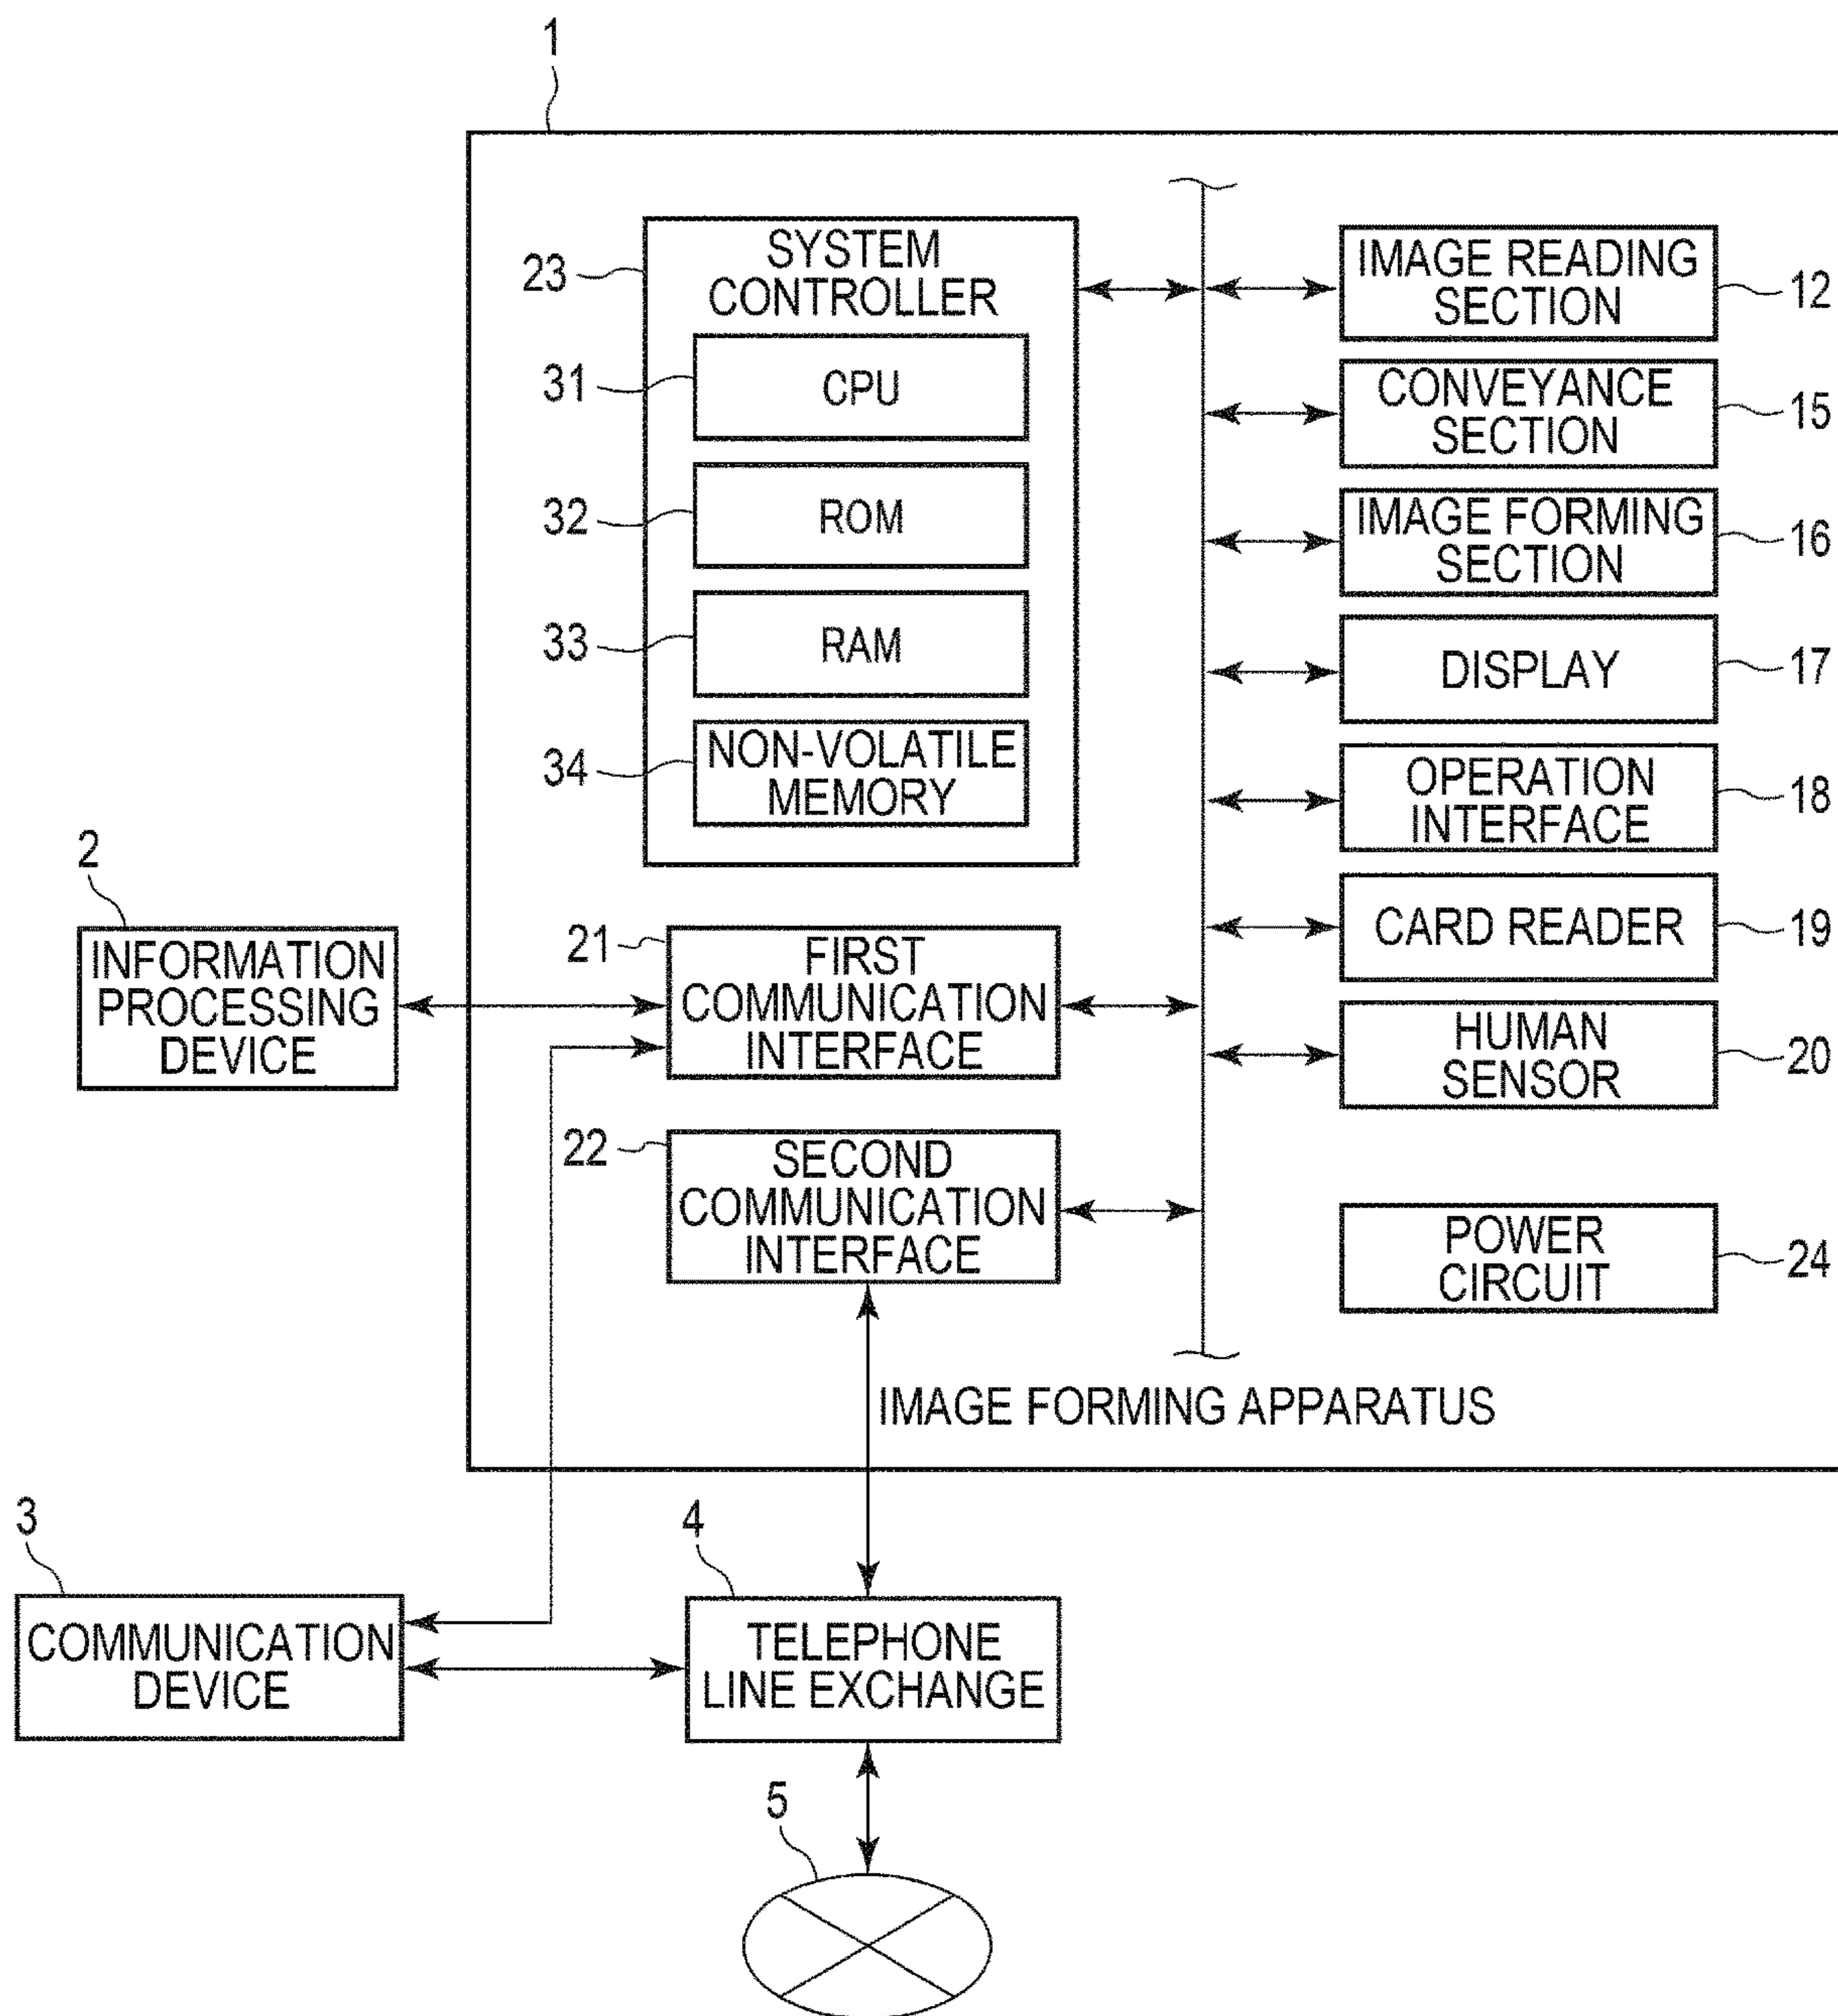 1
SYSTEM
CONTROLLER
23
31
CPU
32
ROM
33
RAM
34
NON-VOLATILE
MEMORY
IMAGE READING
SECTION
12
CONVEYANCE
SECTION
15
IMAGE FORMING
SECTION
16
DISPLAY
17
OPERATION
INTERFACE
18
CARD READER
19
HUMAN
SENSOR
20
POWER
CIRCUIT
24
2
INFORMATION
PROCESSING
DEVICE
21
FIRST
COMMUNICATION
INTERFACE
22
SECOND
COMMUNICATION
INTERFACE
IMAGE FORMING APPARATUS
3
COMMUNICATION
DEVICE
4
TELEPHONE
LINE EXCHANGE
5